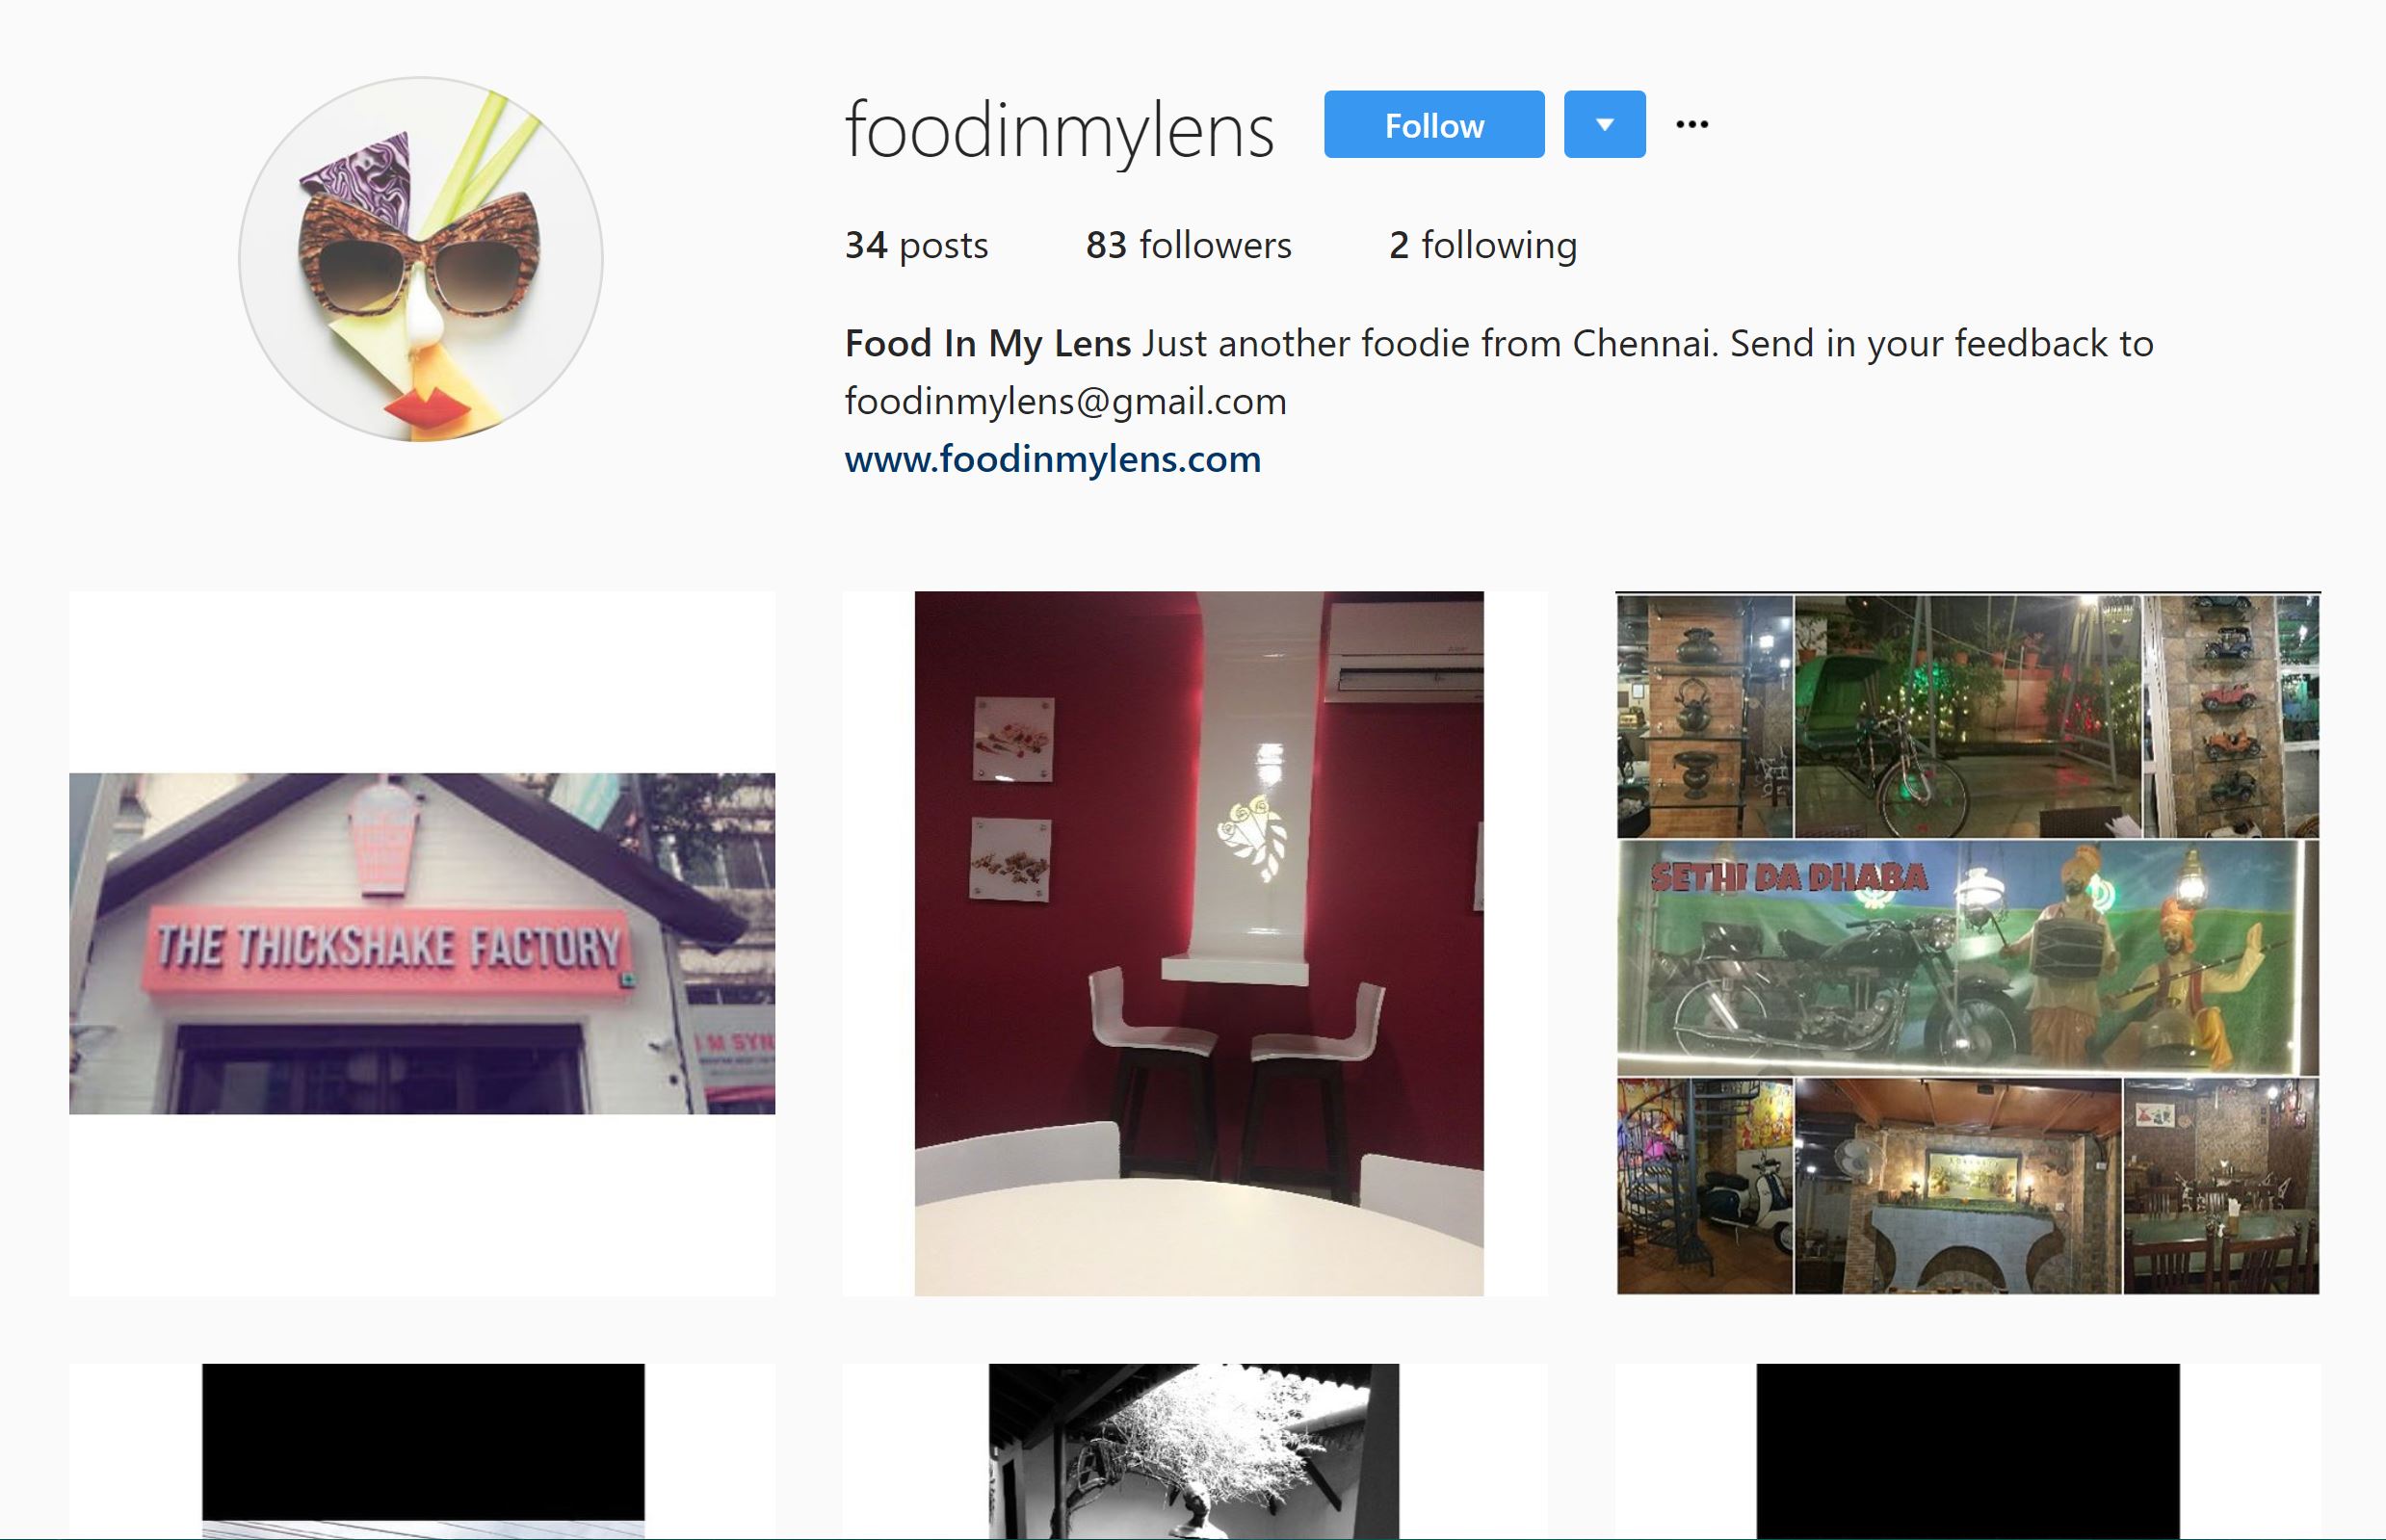 foodinmylens Follow
34 posts 83 followers 2 following
Food In My Lens Just another foodie from Chennai. Send in your feedback to
foodinmylens@gmail.com
www.foodinmylens.com
THE THICKSHAKE FACTORY
I M SYN
SETHI DA DHABA